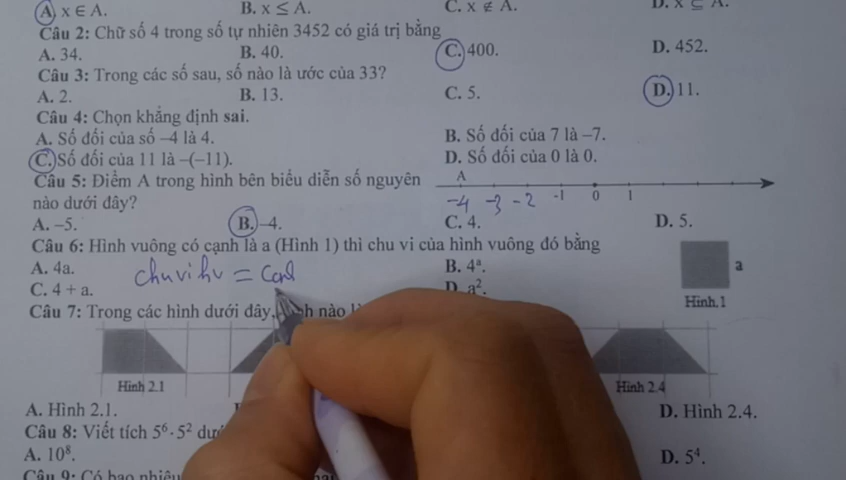 A. x ∈ A. B. x ≤ A. C. x ∉ A. D. x ⊆ A.
Câu 2: Chữ số 4 trong số tự nhiên 3452 có giá trị bằng
A. 34. B. 40. C. 400. D. 452.
Câu 3: Trong các số sau, số nào là ước của 33?
A. 2. B. 13. C. 5. D. 11.
Câu 4: Chọn khẳng định sai.
A. Số đối của số –4 là 4. B. Số đối của 7 là –7.
C. Số đối của 11 là –(–11). D. Số đối của 0 là 0.
Câu 5: Điểm A trong hình bên biểu diễn số nguyên
A
nào dưới đây? -4 -3 -2 -1 0 1
A. –5. B. –4. C. 4. D. 5.
Câu 6: Hình vuông có cạnh là a (Hình 1) thì chu vi của hình vuông đó bằng
A. 4a. chu vi hv = B. 4ᵃ. a
C. 4 + a. D. a².
Hình.1
Câu 7: Trong các hình dưới đây,
Hình 2.1 Hình 2.4
A. Hình 2.1. D. Hình 2.4.
Câu 8: Viết tích 5⁶·5²
A. 10⁸. D. 5⁴.
Câu 9: Có bao nhiêu